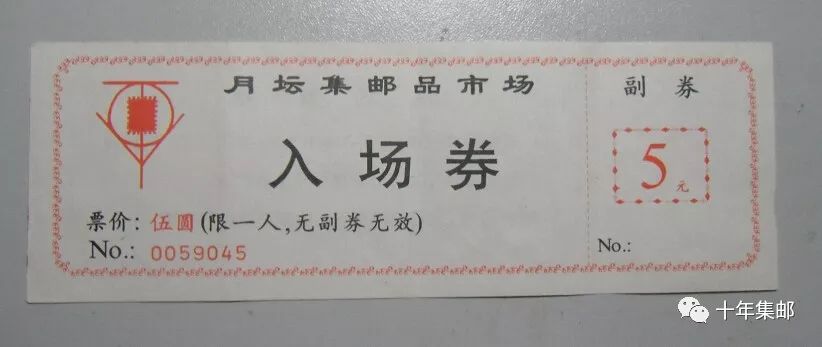 月坛集邮品市场
入场券
票价：伍圆(限一人,无副券无效)
No.: 0059045
副券
5元
No.:
十年集邮